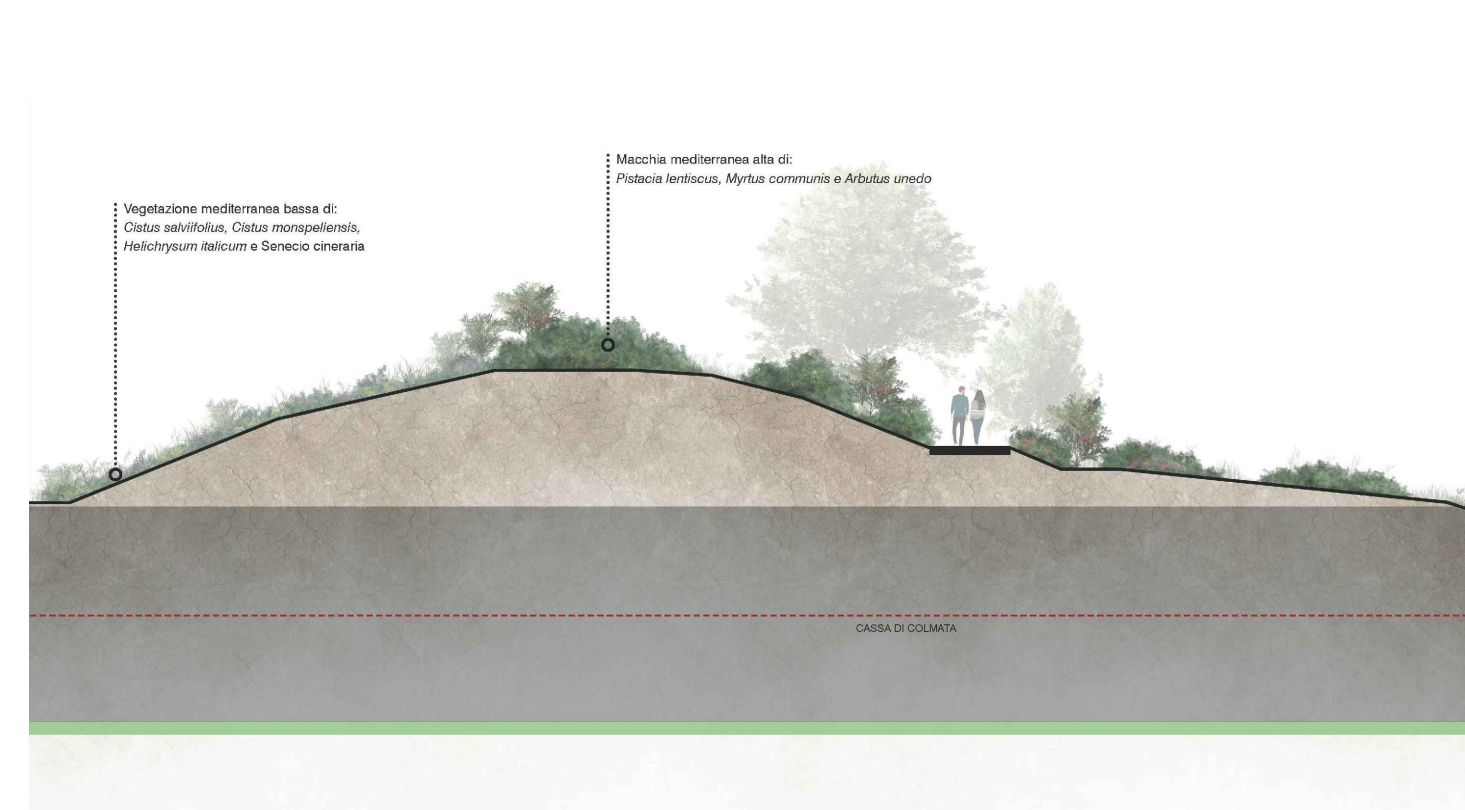 Macchia mediterranea alta di:
Pistacia lentiscus, Myrtus communis e Arbutus unedo
Vegetazione mediterranea bassa di:
Cistus salviifolius, Cistus monspeliensis,
Helichrysum italicum e Senecio cineraria
CASSA DI COLMATA